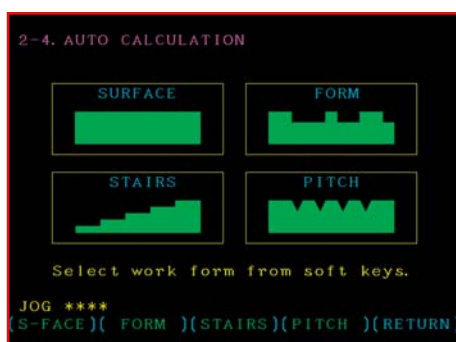 2-4. AUTO CALCULATION
SURFACE FORM
STAIRS PITCH
Select work form from soft keys.
JOG ****
(S-FACE)( FORM )(STAIRS)(PITCH )(RETURN